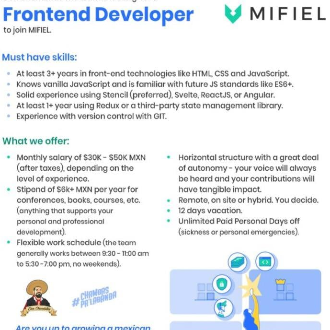 Frontend Developer
MIFIEL
to join MIFIEL.
Must have skills:
At least 3+ years in front-end technologies like HTML, CSS and JavaScript.
Knows vanilla JavaScript and is familiar with future JS standards like ES6+.
Solid experience using Stencil (preferred), Svelte, ReactJS, or Angular.
At least 1+ year using Redux or a third-party state management library.
Experience with version control with GIT.
What we offer:
Monthly salary of $30K - $50K MXN
(after taxes), depending on the
level of experience.
Stipend of $6k+ MXN per year for
conferences, books, courses, etc.
(anything that supports your
personal and professional
development).
Flexible work schedule (the team
generally works between 9:30 - 11:00 am
to 5:30 -7:00 pm, no weekends).
Horizontal structure with a great deal
of autonomy - your voice will always
be heard and your contributions will
have tangible impact.
Remote, on site or hybrid. You decide.
12 days vacation.
Unlimited Paid Personal Days off
(sickness or personal emergencies).
#CHAMBAS
PA'LA BANDA
Are you up to growing a mexican